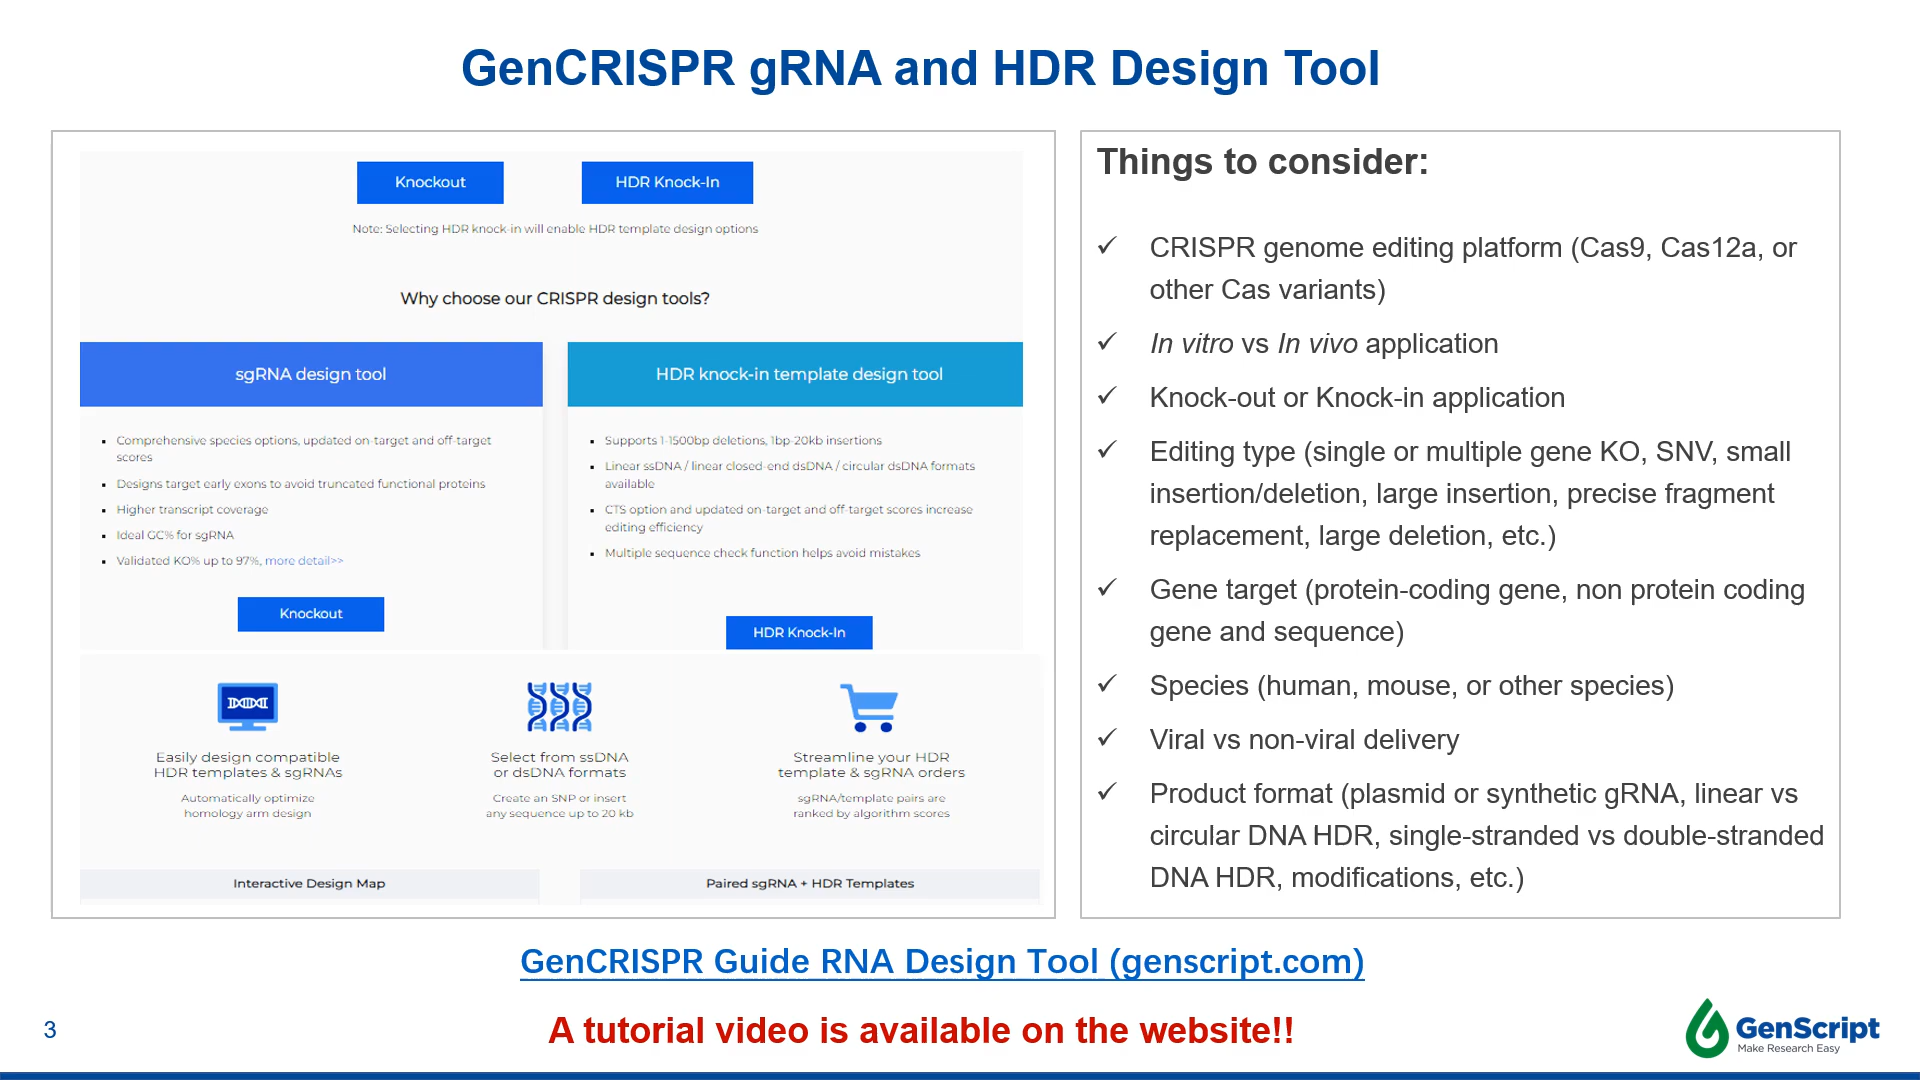 GenCRISPR gRNA and HDR Design Tool
Knockout
HDR Knock-In
Note: Selecting HDR knock-in will enable HDR template design options
Why choose our CRISPR design tools?
sgRNA design tool
▪ Comprehensive species options, updated on-target and off-target
scores
▪ Designs target early exons to avoid truncated functional proteins
▪ Higher transcript coverage
▪ Ideal GC% for sgRNA
▪ Validated KO% up to 97%, more detail>>
Knockout
HDR knock-in template design tool
▪ Supports 1-1500bp deletions, 1bp-20kb insertions
▪ Linear ssDNA / linear closed-end dsDNA / circular dsDNA formats
available
▪ CTS option and updated on-target and off-target scores increase
editing efficiency
▪ Multiple sequence check function helps avoid mistakes
HDR Knock-In
Easily design compatible
HDR templates & sgRNAs
Automatically optimize
homology arm design
Select from ssDNA
or dsDNA formats
Create an SNP or insert
any sequence up to 20 kb
Streamline your HDR
template & sgRNA orders
sgRNA/template pairs are
ranked by algorithm scores
Interactive Design Map
Paired sgRNA + HDR Templates
Things to consider:
✓ CRISPR genome editing platform (Cas9, Cas12a, or
other Cas variants)
✓ In vitro vs In vivo application
✓ Knock-out or Knock-in application
✓ Editing type (single or multiple gene KO, SNV, small
insertion/deletion, large insertion, precise fragment
replacement, large deletion, etc.)
✓ Gene target (protein-coding gene, non protein coding
gene and sequence)
✓ Species (human, mouse, or other species)
✓ Viral vs non-viral delivery
✓ Product format (plasmid or synthetic gRNA, linear vs
circular DNA HDR, single-stranded vs double-stranded
DNA HDR, modifications, etc.)
GenCRISPR Guide RNA Design Tool (genscript.com)
A tutorial video is available on the website!!
3
GenScript
Make Research Easy